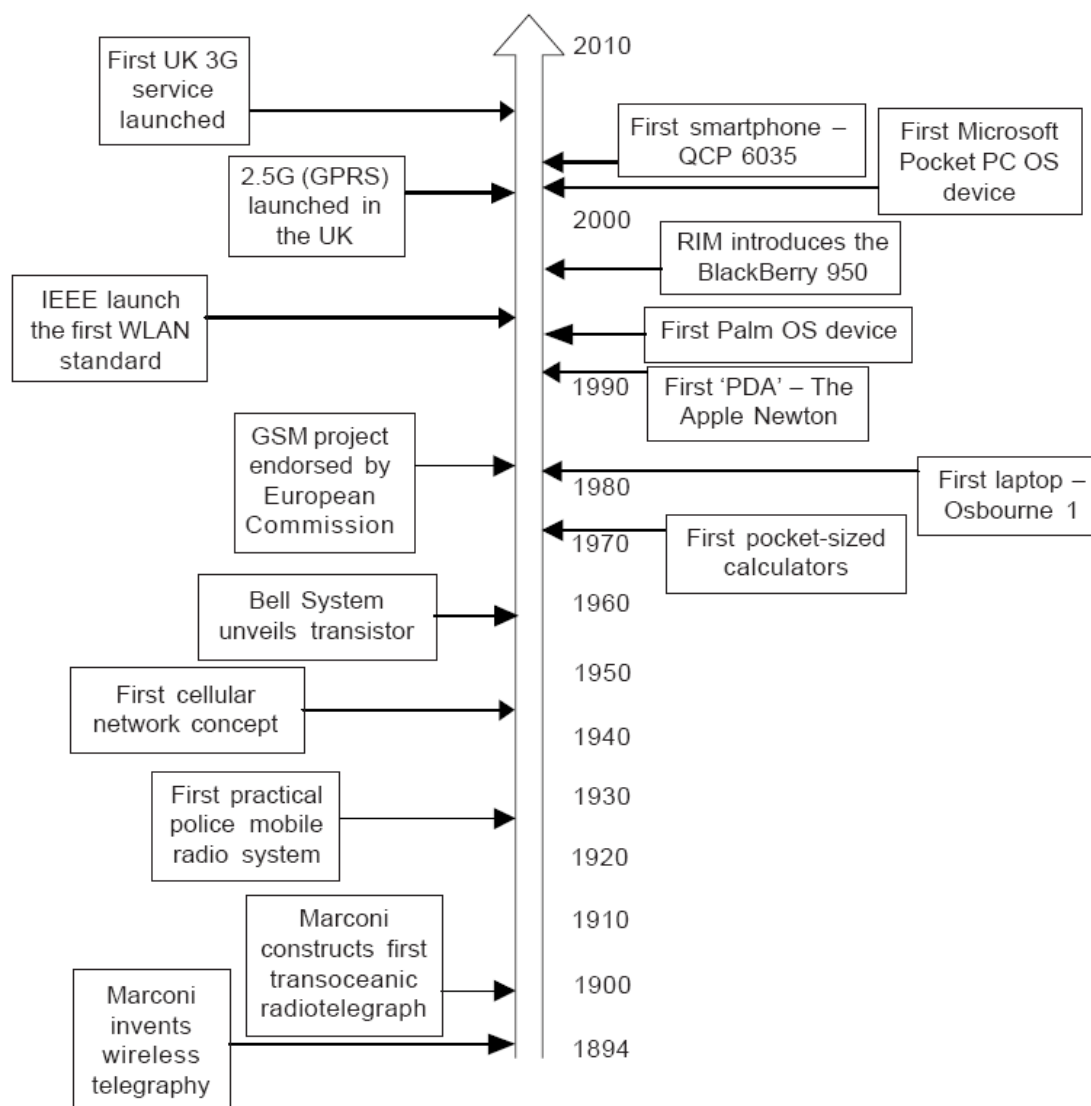 2010
First UK 3G
service
launched
First smartphone –
QCP 6035
First Microsoft
Pocket PC OS
device
2.5G (GPRS)
launched in
the UK
2000
RIM introduces the
BlackBerry 950
IEEE launch
the first WLAN
standard
First Palm OS device
1990
First ‘PDA’ – The
Apple Newton
GSM project
endorsed by
European
Commission
1980
First laptop –
Osbourne 1
1970
First pocket-sized
calculators
Bell System
unveils transistor
1960
1950
First cellular
network concept
1940
First practical
police mobile
radio system
1930
1920
1910
Marconi
constructs first
transoceanic
radiotelegraph
1900
Marconi
invents
wireless
telegraphy
1894